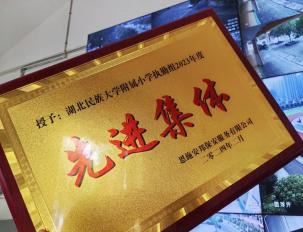 授予：湖北民族大学附属小学执勤组2023年度
先进集体
恩施安邦保安服务有限公司
二〇二四年二月